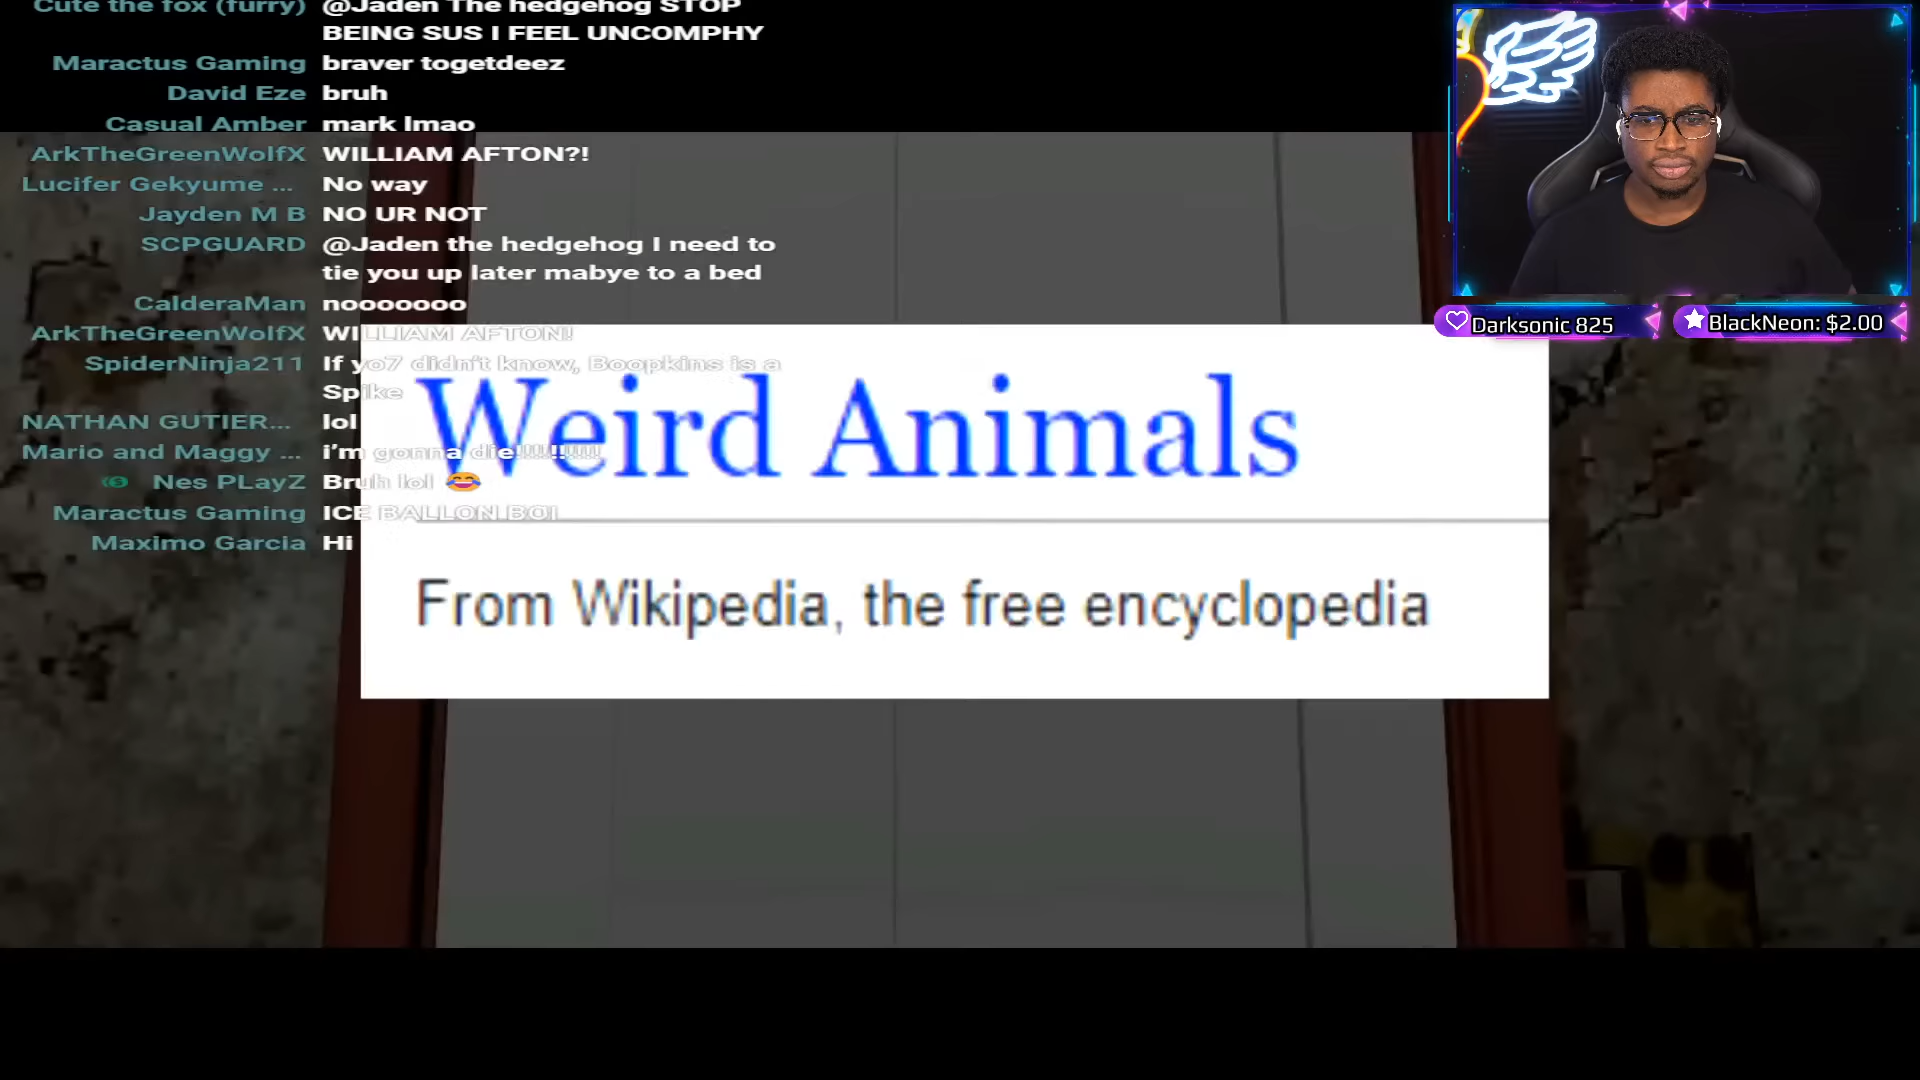 Cute the fox (furry) @Jaden The hedgehog STOP
BEING SUS I FEEL UNCOMPHY
Maractus Gaming braver togetdeez
David Eze bruh
Casual Amber mark lmao
ArkTheGreenWolfX WILLIAM AFTON?!
Lucifer Gekyume ... No way
Jayden M B NO UR NOT
SCPGUARD @Jaden the hedgehog I need to
tie you up later mabye to a bed
CalderaMan nooooooo
ArkTheGreenWolfX WILLIAM AFTON!
SpiderNinja211 If yo7 didn't know, Boopkins is a
Spike
NATHAN GUTIER... lol
Mario and Maggy ... i'm gonna die!!!!!!!!!!!
Nes PLayZ Bruh lol 😂
Maractus Gaming ICE BALLON BOI
Maximo Garcia Hi
Weird Animals
From Wikipedia, the free encyclopedia
Darksonic 825
BlackNeon: $2.00